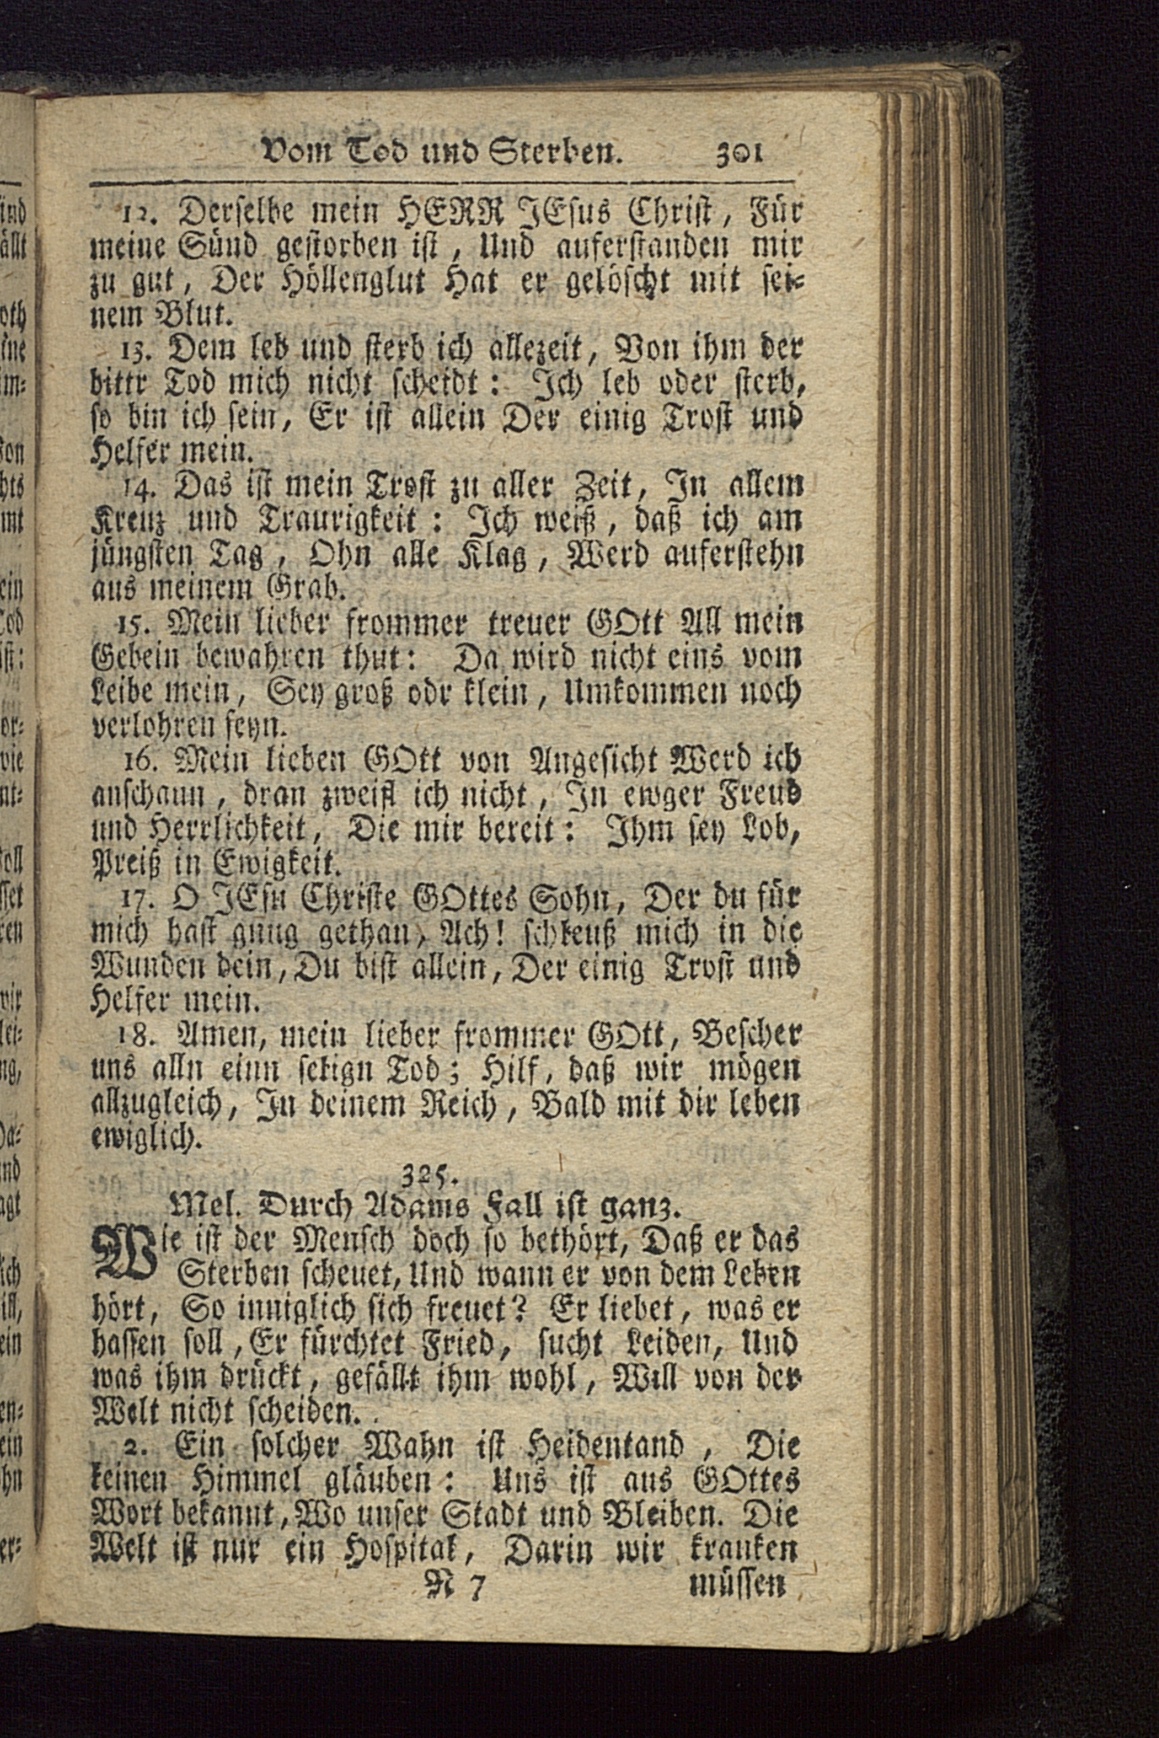 Vom Tod und Sterben. 301
12. Derselbe mein HERR JEsus Christ, Für
meine Sünd gestorben ist, Und auferstanden mir
zu gut, Der Höllenglut Hat er gelöscht mit sei-
nem Blut.
13. Dem leb und sterb ich allezeit, Von ihm der
bittr Tod mich nicht scheidt: Ich leb oder sterb,
so bin ich sein, Er ist allein Der einig Trost und
Helfer mein.
14. Das ist mein Trost zu aller Zeit, In allem
Kreuz und Traurigkeit: Ich weiß, daß ich am
jüngsten Tag, Ohn alle Klag, Werd auferstehn
aus meinem Grab.
15. Mein lieber frommer treuer GOtt All mein
Gebein bewahren thut: Da wird nicht eins vom
Leibe mein, Sey groß odr klein, Umkommen noch
verlohren seyn.
16. Mein lieben GOtt von Angesicht Werd ich
anschaun, dran zweifl ich nicht, In ewger Freud
und Herrlichkeit, Die mir bereit: Ihm sey Lob,
Preiß in Ewigkeit.
17. O JEsu Christe GOttes Sohn, Der du für
mich hast gnug gethan, Ach! schleuß mich in die
Wunden dein, Du bist allein, Der einig Trost und
Helfer mein.
18. Amen, mein lieber frommer GOtt, Bescher
uns alln einn selign Tod; Hilf, daß wir mögen
allzugleich, In deinem Reich, Bald mit dir leben
ewiglich.
325.
Mel. Durch Adams Fall ist ganz.
Wie ist der Mensch doch so bethört, Daß er das
Sterben scheuet, Und wann er von dem Leben
hört, So inniglich sich freuet? Er liebet, was er
hassen soll, Er fürchtet Fried, sucht Leiden, Und
was ihm drückt, gefällt ihm wohl, Will von der
Welt nicht scheiden.
2. Ein solcher Wahn ist Heidentand, Die
keinen Himmel gläuben: Uns ist aus GOttes
Wort bekannt, Wo unser Stadt und Bleiben. Die
Welt ist nur ein Hospital, Darin wir kranken
N 7 müssen